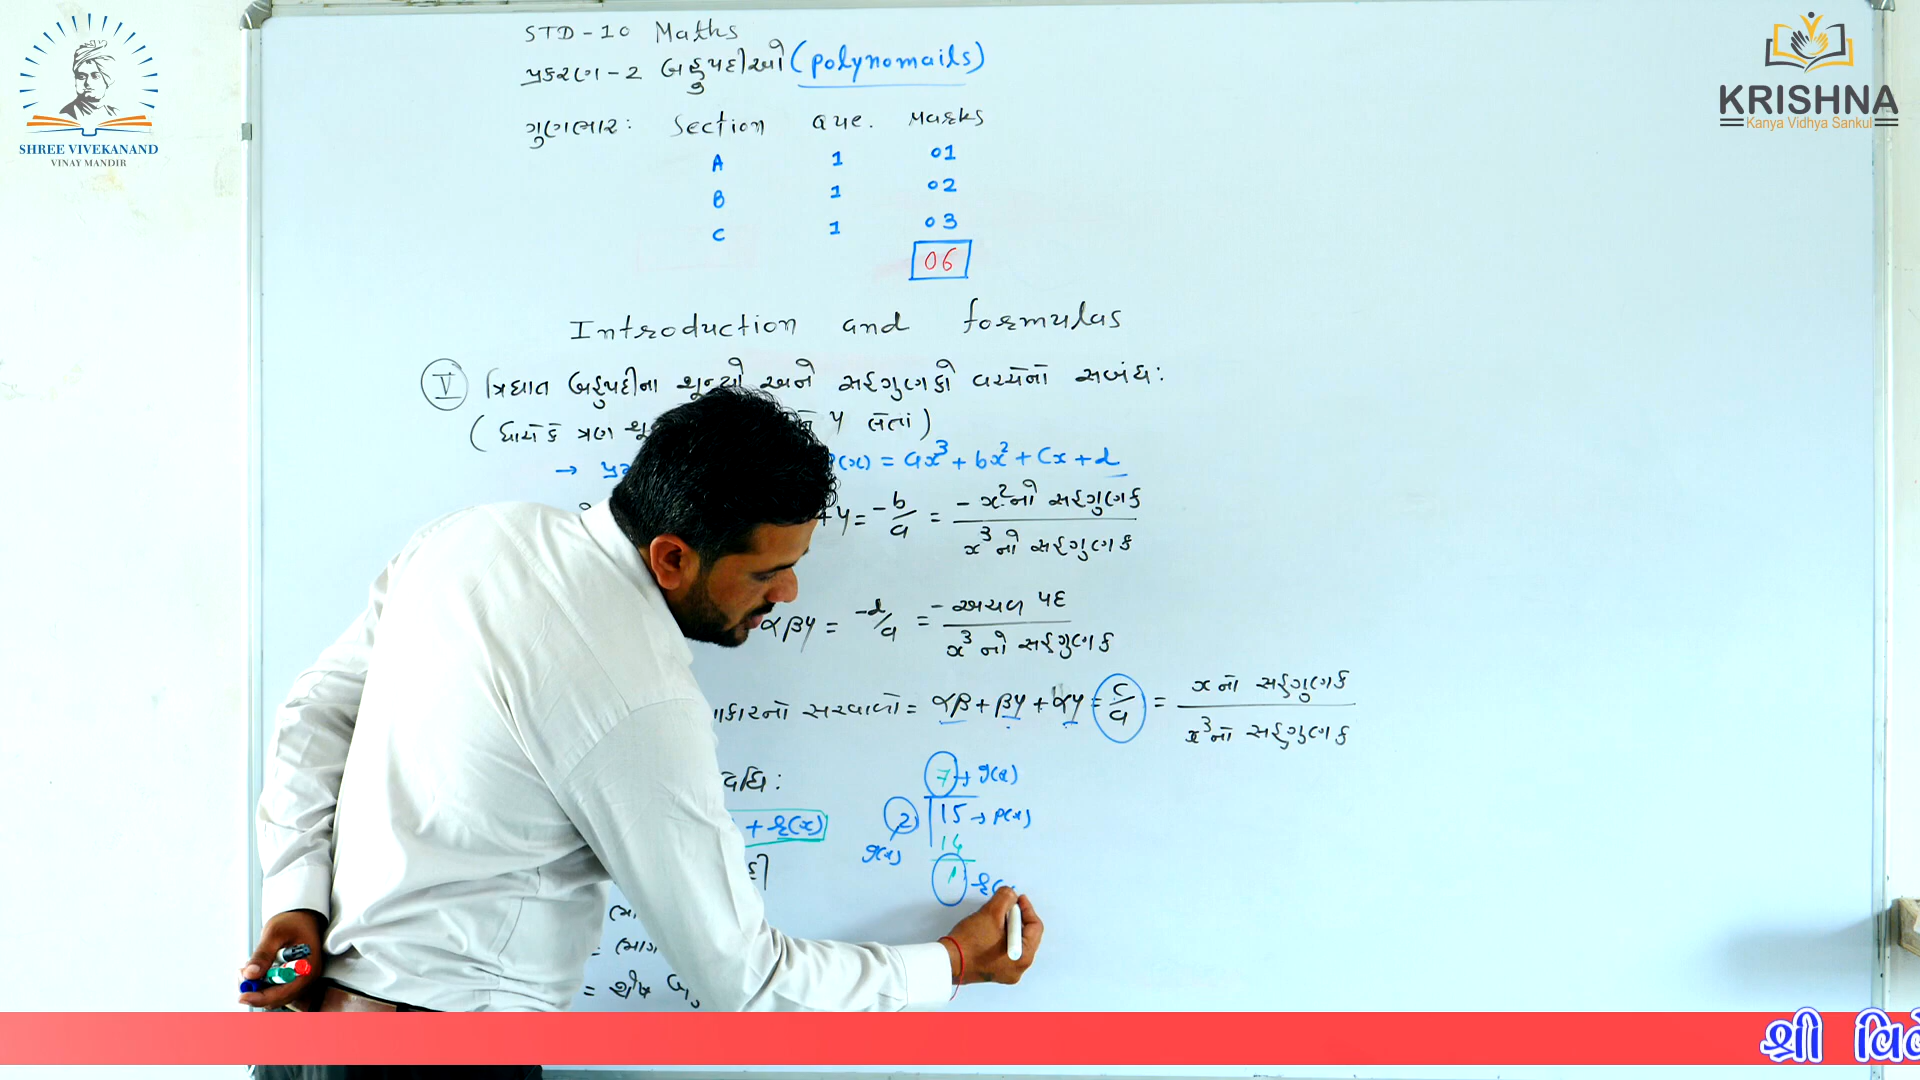 STD - 10 Maths
પ્રકરણ - 2 બહુપદીઓ (polynomails)
ગુણભાર: Section Que. Marks
A 1 01
B 1 02
C 1 03
06
Introduction and formulas
V ત્રિઘાત બહુપદીના શૂન્યો અને સહગુણકો વચ્ચેનો સબંધ:
(ધારો કે ત્રણ γ લેતાં)
→ = ax³ + bx² + cx + d
+γ = -b/a = - x²નો સહગુણક / x³નો સહગુણક
αβγ = -d/a = - અચળ પદ / x³નો સહગુણક
સરવાળો = αβ + βγ + αγ = c/a = xનો સહગુણક / x³નો સહગુણક
7 →
+ r(x) 2 15 → P(x)
14
1
= શેષ
SHREE VIVEKANAND
VINAY MANDIR
KRISHNA
Kanya Vidhya Sankul
શ્રી